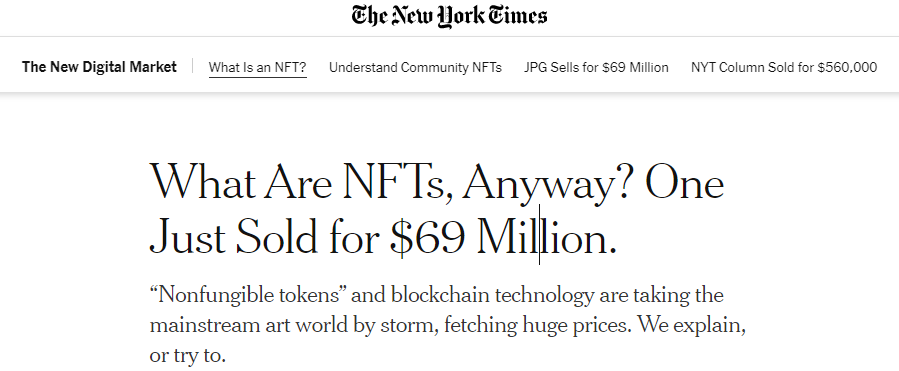 The New York Times
The New Digital Market What Is an NFT? Understand Community NFTs JPG Sells for $69 Million NYT Column Sold for $560,000
What Are NFTs, Anyway? One
Just Sold for $69 Million.
“Nonfungible tokens” and blockchain technology are taking the
mainstream art world by storm, fetching huge prices. We explain,
or try to.